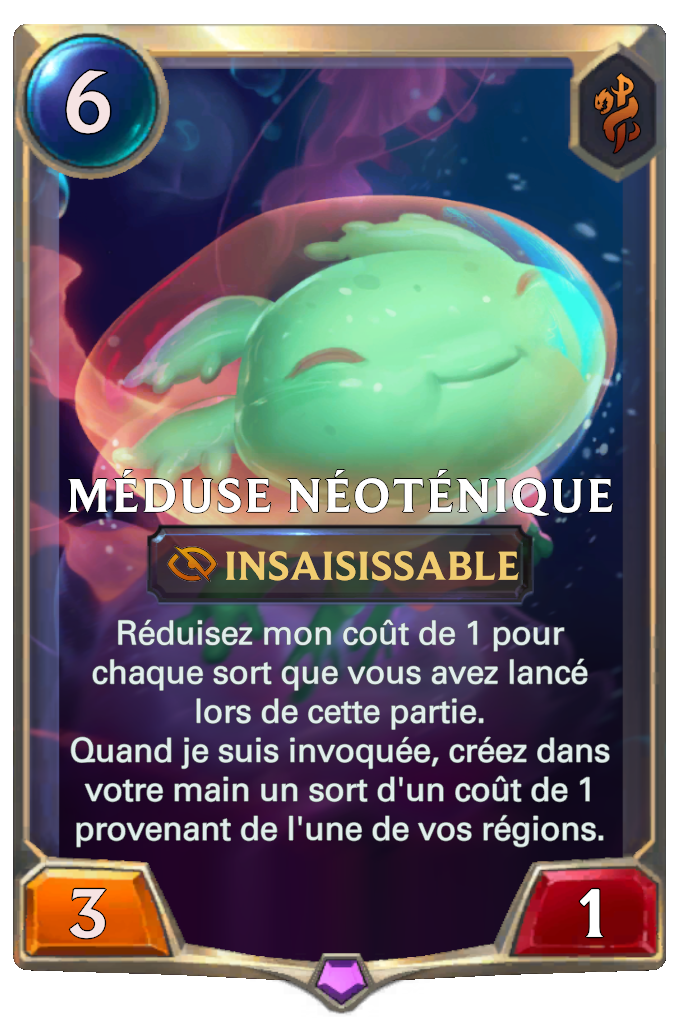 6
MÉDUSE NÉOTÉNIQUE
INSAISISSABLE
Réduisez mon coût de 1 pour
chaque sort que vous avez lancé
lors de cette partie.
Quand je suis invoquée, créez dans
votre main un sort d'un coût de 1
provenant de l'une de vos régions.
3
1